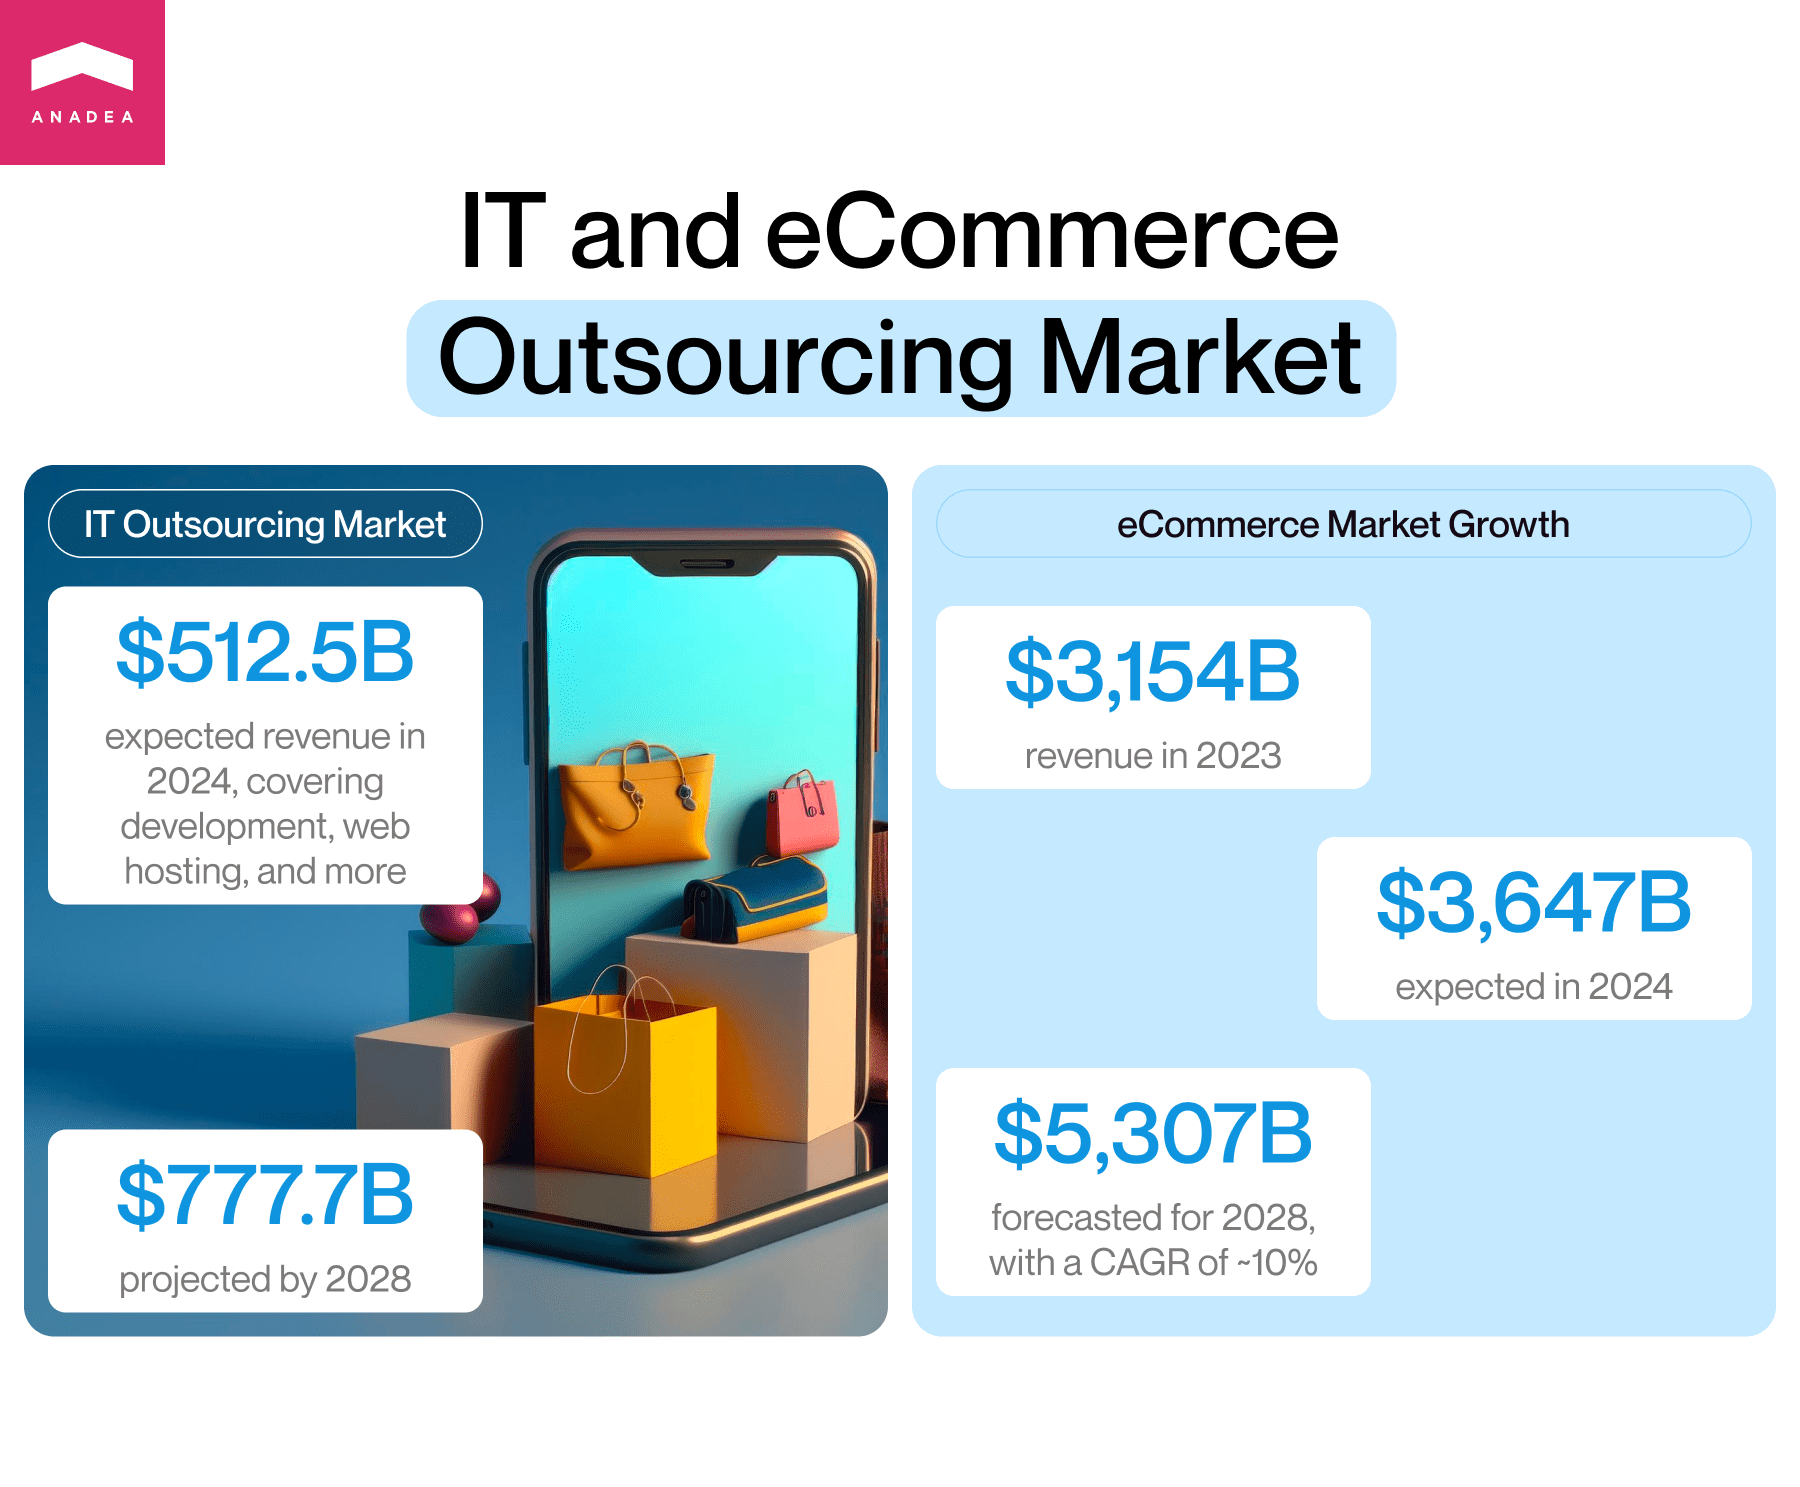 ANADEA
IT and eCommerce
Outsourcing Market
IT Outsourcing Market
$512.5B
expected revenue in
2024, covering
development, web
hosting, and more
$777.7B
projected by 2028
eCommerce Market Growth
$3,154B
revenue in 2023
$3,647B
expected in 2024
$5,307B
forecasted for 2028,
with a CAGR of ~10%